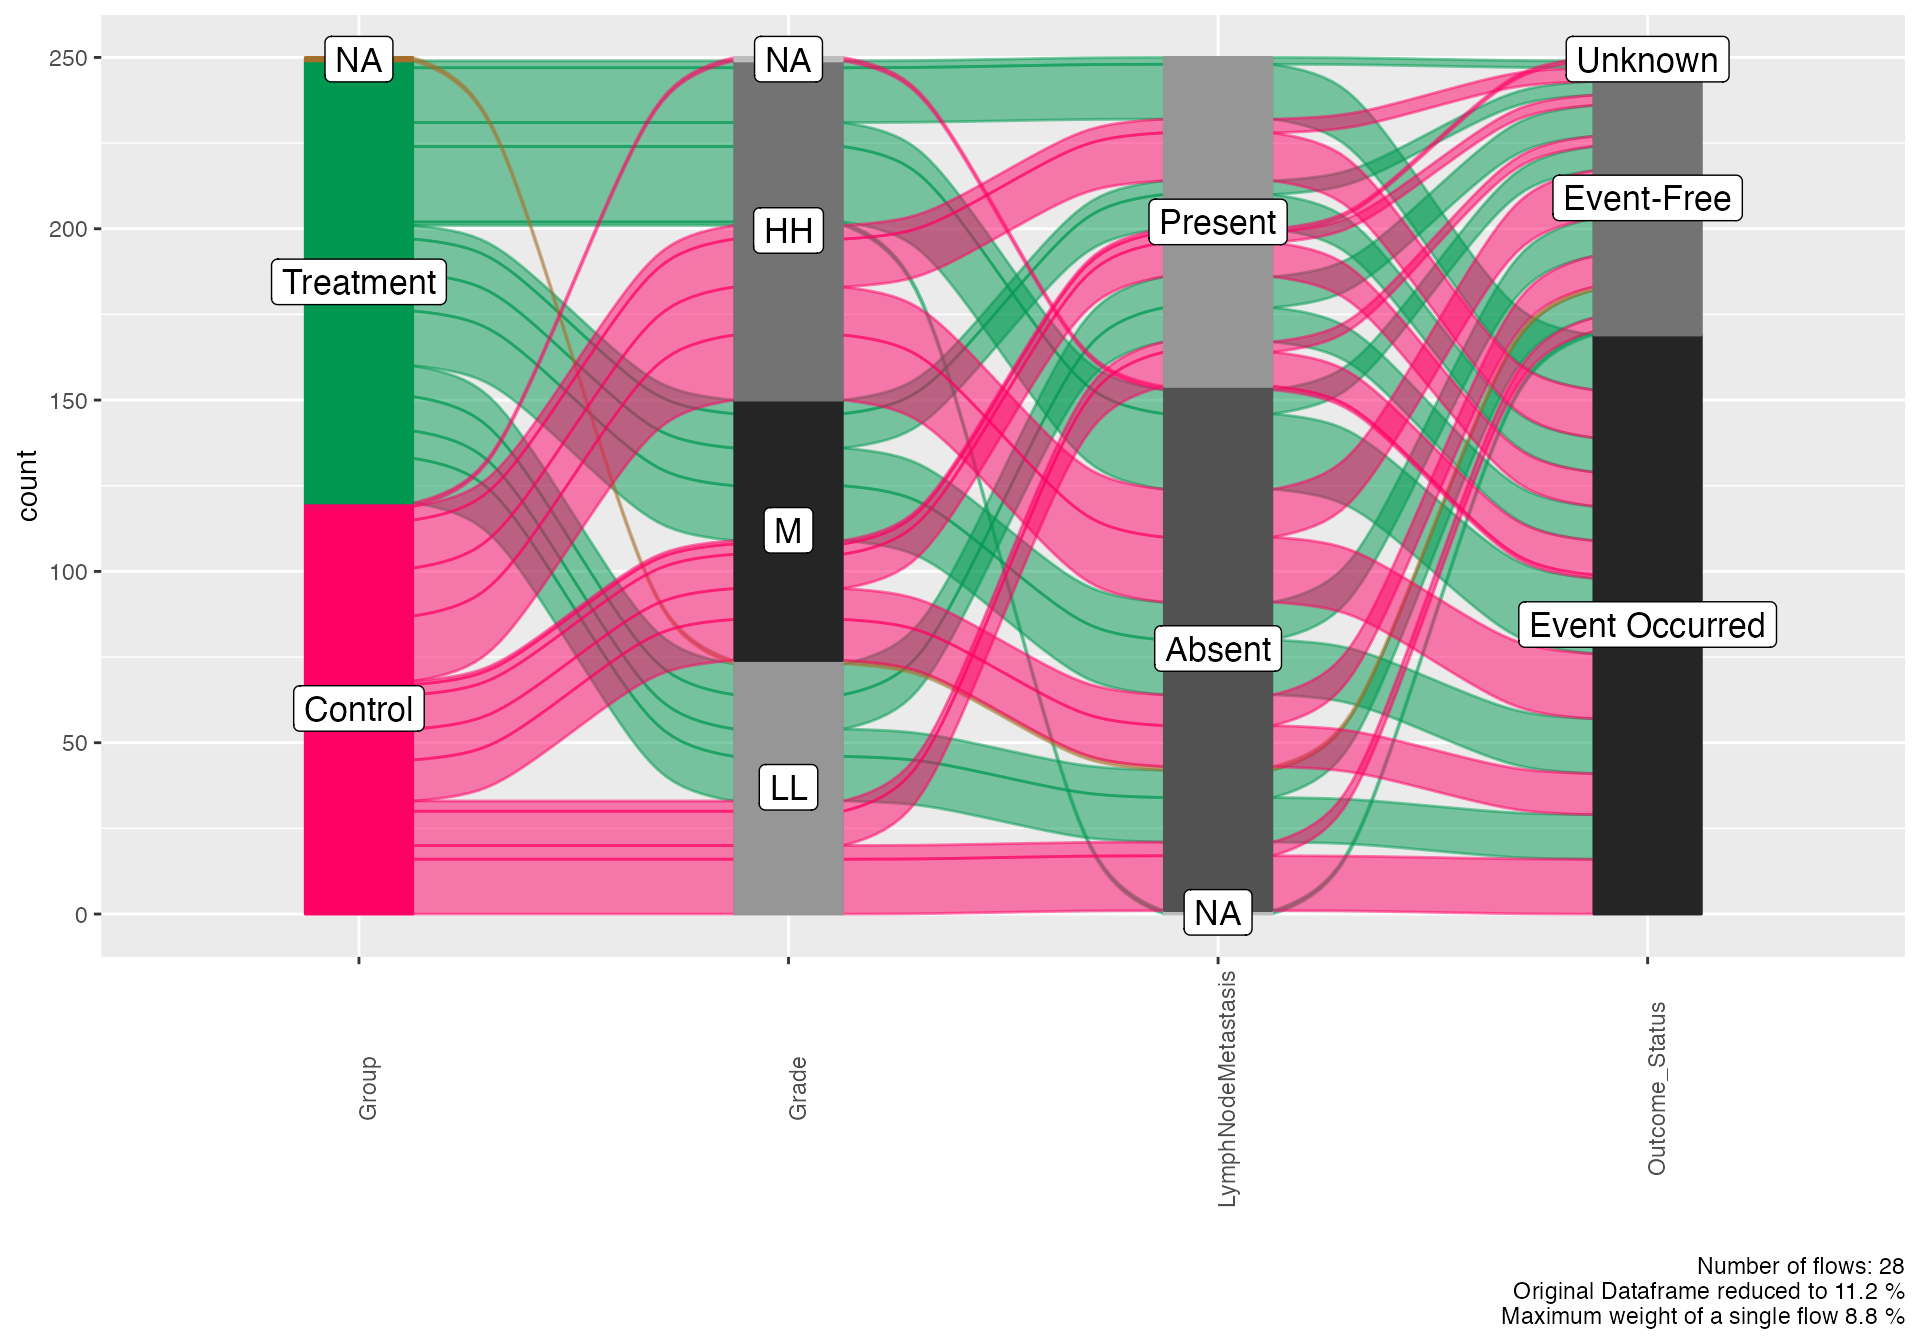 250
200
150
100
50
0
count
NA
Treatment
Control
NA
HH
M
LL
Present
Absent
NA
Unknown
Event-Free
Event Occurred
Group
Grade
LymphNodeMetastasis
Outcome_Status
Number of flows: 28
Original Dataframe reduced to 11.2 %
Maximum weight of a single flow 8.8 %